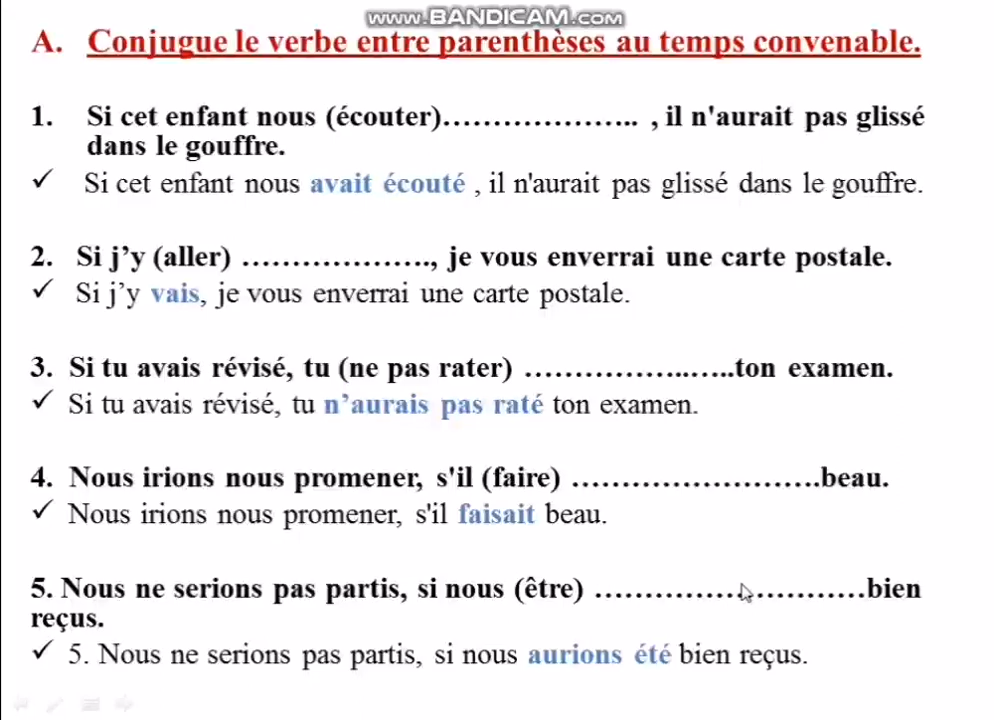 www.BANDICAM.COM
A. Conjugue le verbe entre parenthèses au temps convenable.
1. Si cet enfant nous (écouter)………………….. , il n'aurait pas glissé
dans le gouffre.
✓ Si cet enfant nous avait écouté , il n'aurait pas glissé dans le gouffre.
2. Si j’y (aller) …………………., je vous enverrai une carte postale.
✓ Si j’y vais, je vous enverrai une carte postale.
3. Si tu avais révisé, tu (ne pas rater) ……………………ton examen.
✓ Si tu avais révisé, tu n’aurais pas raté ton examen.
4. Nous irions nous promener, s'il (faire) ……………………….beau.
✓ Nous irions nous promener, s'il faisait beau.
5. Nous ne serions pas partis, si nous (être) …………………………bien
reçus.
✓ 5. Nous ne serions pas partis, si nous aurions été bien reçus.